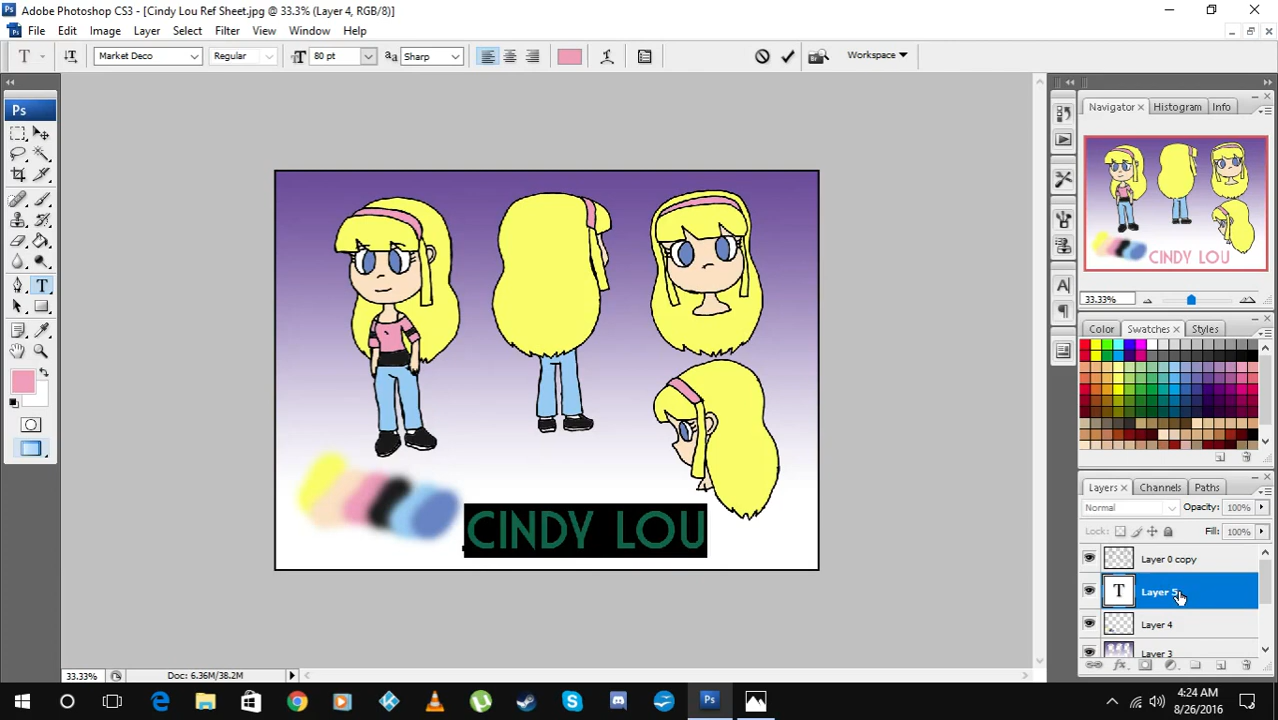 Adobe Photoshop CS3 - [Cindy Lou Ref Sheet.jpg @ 33.3% (Layer 4, RGB/8)]
File Edit Image Layer Select Filter View Window Help
T Market Deco Regular 80 pt aa Sharp Workspace
Ps
Navigator Histogram Info
CINDY LOU
33.33%
Color Swatches Styles
Layers Channels Paths
Normal Opacity: 100%
Lock: Fill: 100%
Layer 0 copy
T Layer 5
Layer 4
Layer 3
CINDY LOU
33.33% Doc: 6.36M/38.2M
4:24 AM
8/26/2016